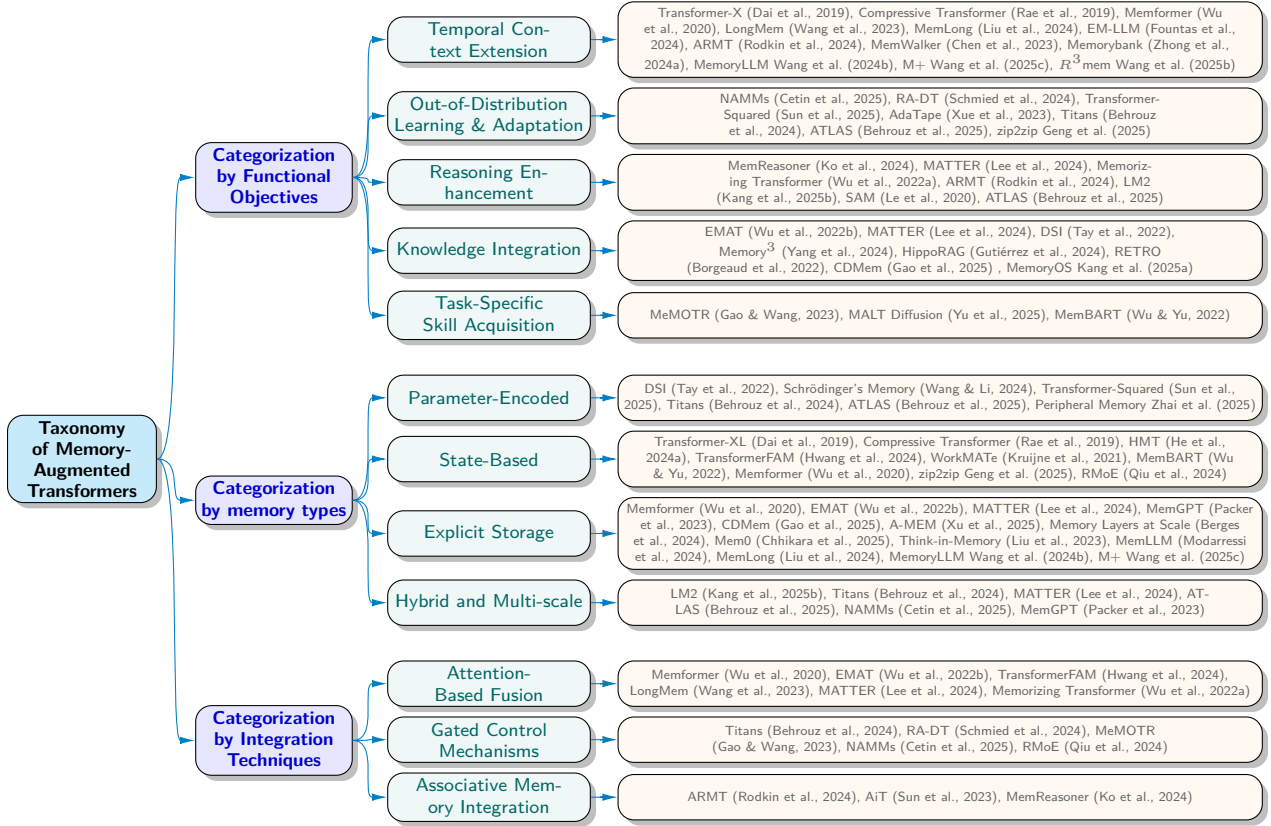 Taxonomy
of Memory-
Augmented
Transformers
Categorization
by Functional
Objectives
Temporal Con-
text Extension
Transformer-X (Dai et al., 2019), Compressive Transformer (Rae et al., 2019), Memformer (Wu
et al., 2020), LongMem (Wang et al., 2023), MemLong (Liu et al., 2024), EM-LLM (Fountas et al.,
2024), ARMT (Rodkin et al., 2024), MemWalker (Chen et al., 2023), Memorybank (Zhong et al.,
2024a), MemoryLLM Wang et al. (2024b), M+ Wang et al. (2025c), R³mem Wang et al. (2025b)
Out-of-Distribution
Learning & Adaptation
NAMMs (Cetin et al., 2025), RA-DT (Schmied et al., 2024), Transformer-
Squared (Sun et al., 2025), AdaTape (Xue et al., 2023), Titans (Behrouz
et al., 2024), ATLAS (Behrouz et al., 2025), zip2zip Geng et al. (2025)
Reasoning En-
hancement
MemReasoner (Ko et al., 2024), MATTER (Lee et al., 2024), Memoriz-
ing Transformer (Wu et al., 2022a), ARMT (Rodkin et al., 2024), LM2
(Kang et al., 2025b), SAM (Le et al., 2020), ATLAS (Behrouz et al., 2025)
Knowledge Integration
EMAT (Wu et al., 2022b), MATTER (Lee et al., 2024), DSI (Tay et al., 2022),
Memory³ (Yang et al., 2024), HippoRAG (Gutiérrez et al., 2024), RETRO
(Borgeaud et al., 2022), CDMem (Gao et al., 2025) , MemoryOS Kang et al. (2025a)
Task-Specific
Skill Acquisition
MeMOTR (Gao & Wang, 2023), MALT Diffusion (Yu et al., 2025), MemBART (Wu & Yu, 2022)
Categorization
by memory types
Parameter-Encoded
DSI (Tay et al., 2022), Schrödinger's Memory (Wang & Li, 2024), Transformer-Squared (Sun et al.,
2025), Titans (Behrouz et al., 2024), ATLAS (Behrouz et al., 2025), Peripheral Memory Zhai et al. (2025)
State-Based
Transformer-XL (Dai et al., 2019), Compressive Transformer (Rae et al., 2019), HMT (He et al.,
2024a), TransformerFAM (Hwang et al., 2024), WorkMATe (Kruijne et al., 2021), MemBART (Wu
& Yu, 2022), Memformer (Wu et al., 2020), zip2zip Geng et al. (2025), RMoE (Qiu et al., 2024)
Explicit Storage
Memformer (Wu et al., 2020), EMAT (Wu et al., 2022b), MATTER (Lee et al., 2024), MemGPT (Packer
et al., 2023), CDMem (Gao et al., 2025), A-MEM (Xu et al., 2025), Memory Layers at Scale (Berges
et al., 2024), Mem0 (Chhikara et al., 2025), Think-in-Memory (Liu et al., 2023), MemLLM (Modarressi
et al., 2024), MemLong (Liu et al., 2024), MemoryLLM Wang et al. (2024b), M+ Wang et al. (2025c)
Hybrid and Multi-scale
LM2 (Kang et al., 2025b), Titans (Behrouz et al., 2024), MATTER (Lee et al., 2024), AT-
LAS (Behrouz et al., 2025), NAMMs (Cetin et al., 2025), MemGPT (Packer et al., 2023)
Categorization
by Integration
Techniques
Attention-
Based Fusion
Memformer (Wu et al., 2020), EMAT (Wu et al., 2022b), TransformerFAM (Hwang et al., 2024),
LongMem (Wang et al., 2023), MATTER (Lee et al., 2024), Memorizing Transformer (Wu et al., 2022a)
Gated Control
Mechanisms
Titans (Behrouz et al., 2024), RA-DT (Schmied et al., 2024), MeMOTR
(Gao & Wang, 2023), NAMMs (Cetin et al., 2025), RMoE (Qiu et al., 2024)
Associative Mem-
ory Integration
ARMT (Rodkin et al., 2024), AiT (Sun et al., 2023), MemReasoner (Ko et al., 2024)